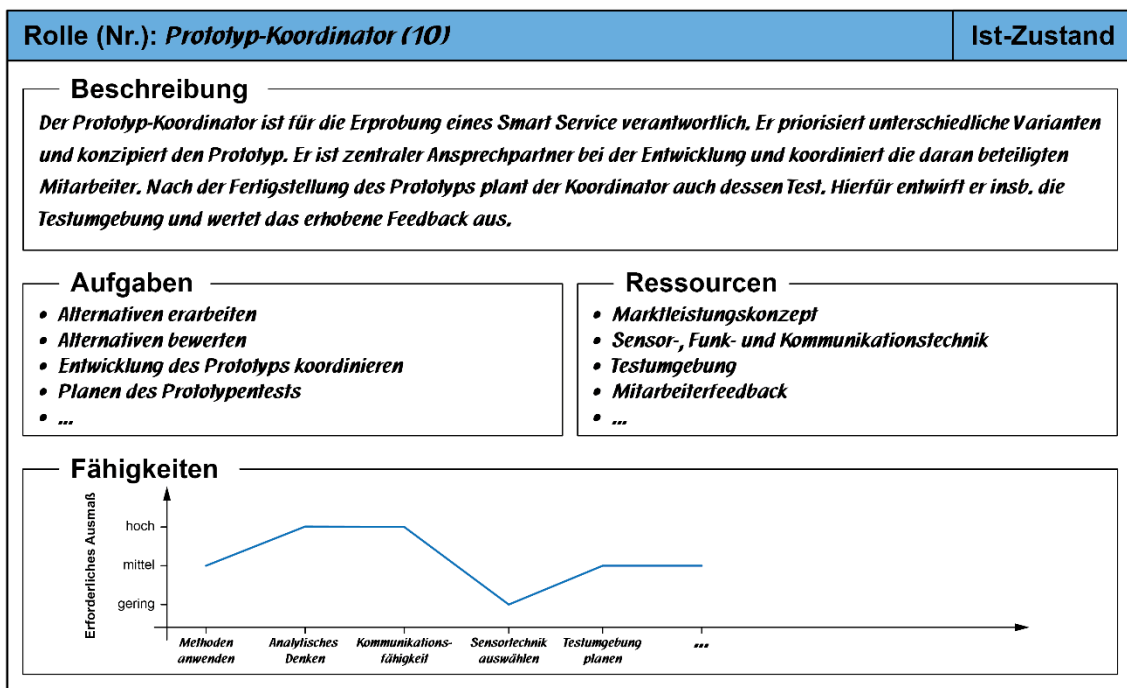 Rolle (Nr.): Prototyp-Koordinator (10)
Ist-Zustand
Beschreibung
Der Prototyp-Koordinator ist für die Erprobung eines Smart Service verantwortlich. Er priorisiert unterschiedliche Varianten
und konzipiert den Prototyp. Er ist zentraler Ansprechpartner bei der Entwicklung und koordiniert die daran beteiligten
Mitarbeiter. Nach der Fertigstellung des Prototyps plant der Koordinator auch dessen Test. Hierfür entwirft er insb. die
Testumgebung und wertet das erhobene Feedback aus.
Aufgaben
• Alternativen erarbeiten
• Alternativen bewerten
• Entwicklung des Prototyps koordinieren
• Planen des Prototypentests
• ...
Ressourcen
• Marktleistungskonzept
• Sensor-, Funk- und Kommunikationstechnik
• Testumgebung
• Mitarbeiterfeedback
• ...
Fähigkeiten
Erforderliches Ausmaß
hoch
mittel
gering
Methoden
anwenden
Analytisches
Denken
Kommunikations-
fähigkeit
Sensortechnik
auswählen
Testumgebung
planen
...